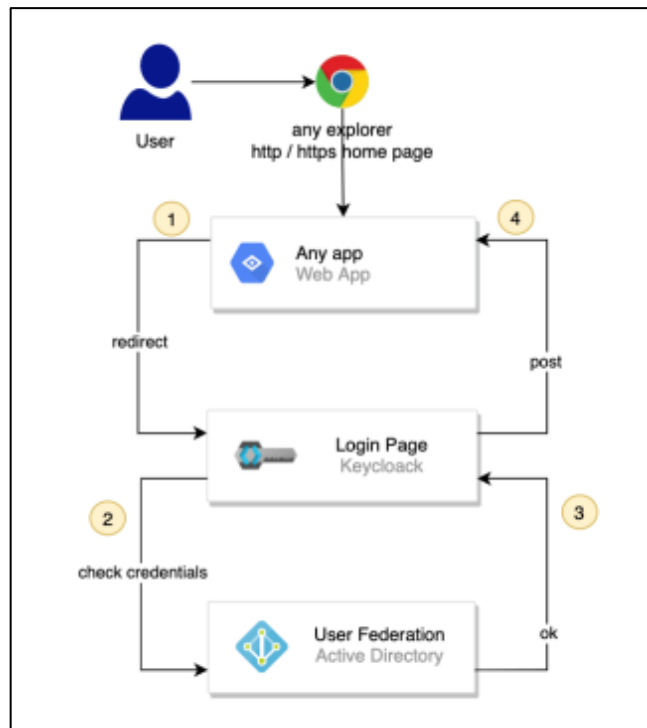 User
any explorer
http / https home page
1
4
Any app
Web App
redirect
post
Login Page
Keycloack
2
3
check credentials
User Federation
Active Directory
ok